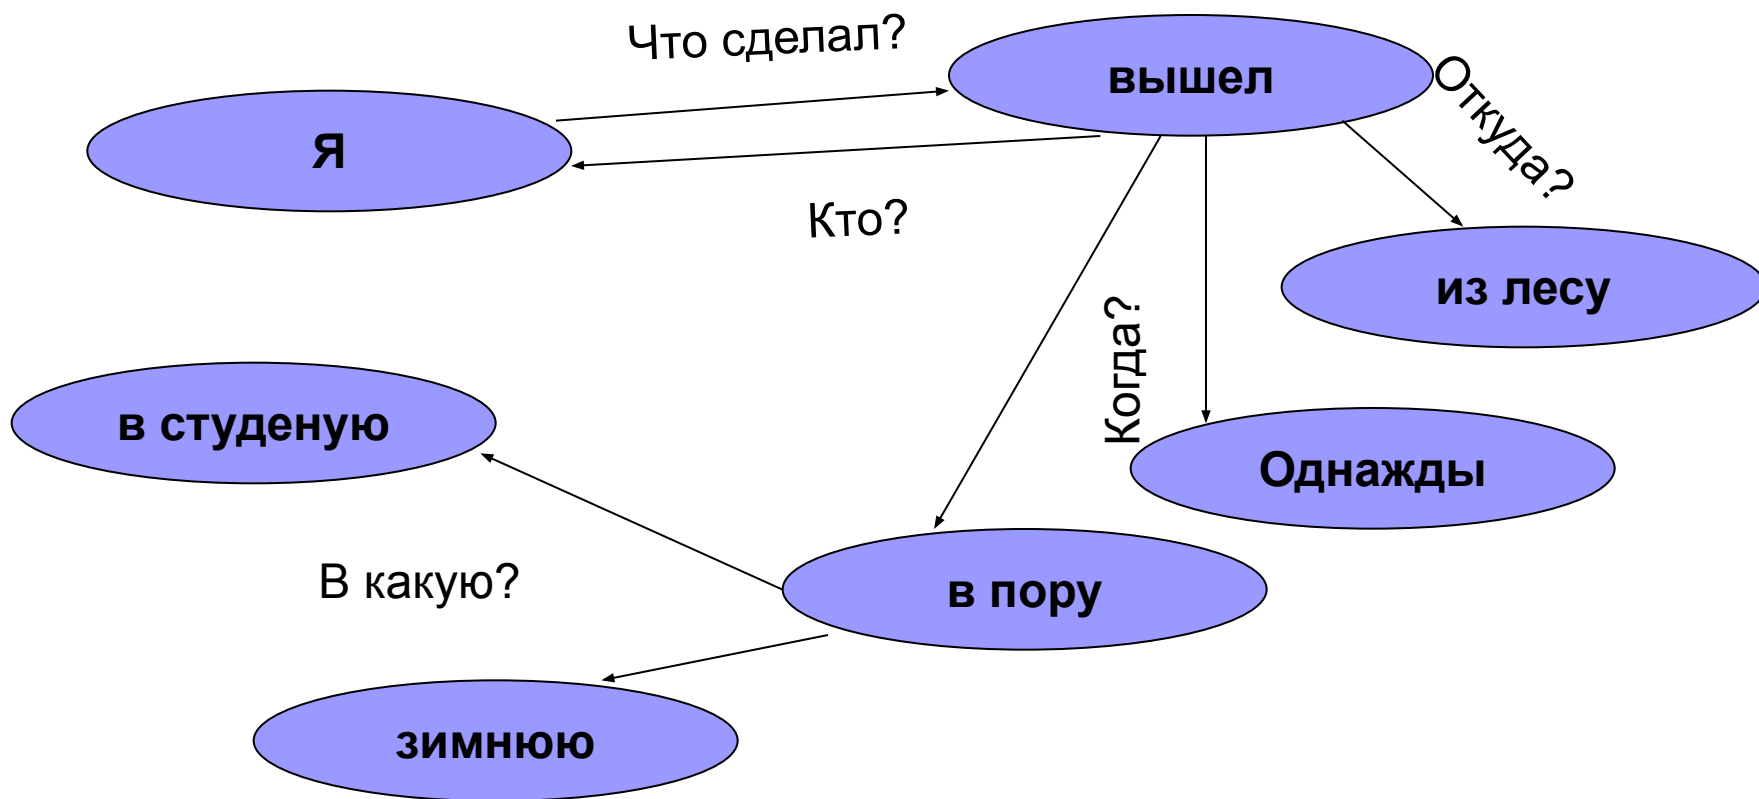 Что сделал?
вышел
Откуда?
Я
Кто?
из лесу
Когда?
в студеную
Однажды
В какую?
в пору
зимнюю